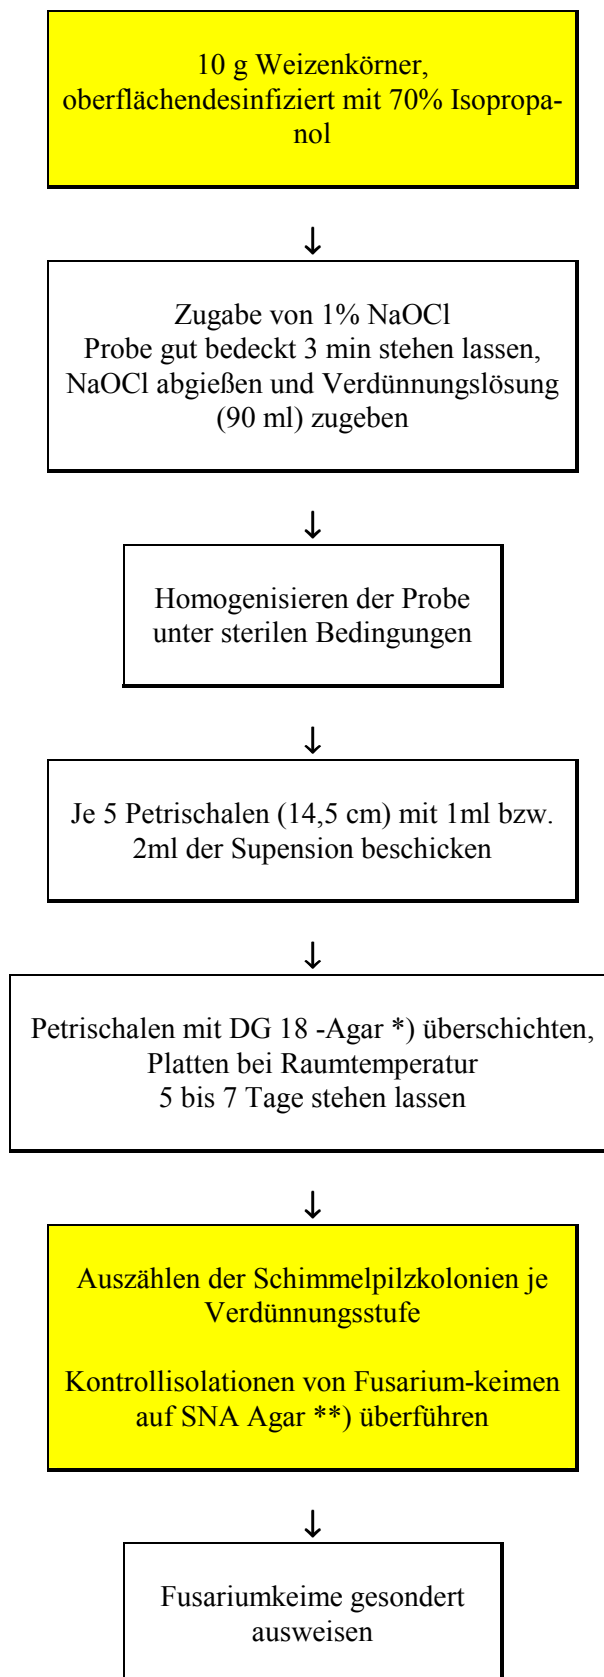 10 g Weizenkörner,
oberflächendesinfiziert mit 70% Isopropa-
nol
↓
Zugabe von 1% NaOCl
Probe gut bedeckt 3 min stehen lassen,
NaOCl abgießen und Verdünnungslösung
(90 ml) zugeben
↓
Homogenisieren der Probe
unter sterilen Bedingungen
↓
Je 5 Petrischalen (14,5 cm) mit 1ml bzw.
2ml der Supension beschicken
↓
Petrischalen mit DG 18 -Agar *) überschichten,
Platten bei Raumtemperatur
5 bis 7 Tage stehen lassen
↓
Auszählen der Schimmelpilzkolonien je
Verdünnungsstufe
Kontrollisolationen von Fusarium-keimen
auf SNA Agar **) überführen
↓
Fusariumkeime gesondert
ausweisen